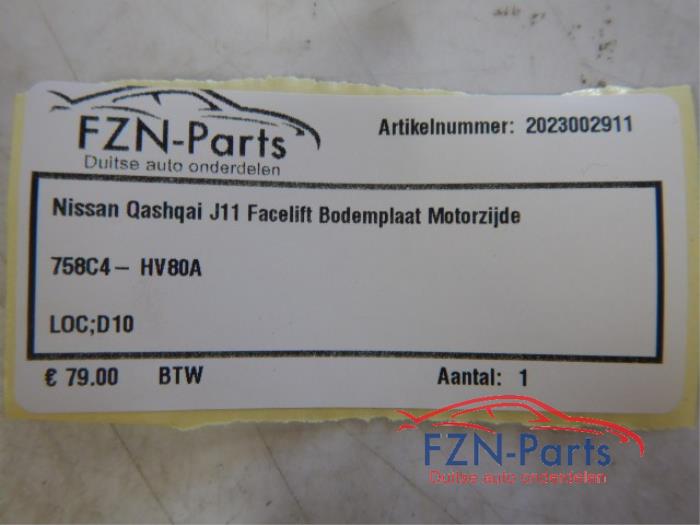 FZN-Parts
Duitse auto onderdelen
Artikelnummer: 2023002911
Nissan Qashqai J11 Facelift Bodemplaat Motorzijde
758C4- HV80A
LOC;D10
€ 79.00 BTW Aantal: 1
FZN-Parts
Duitse auto onderdelen